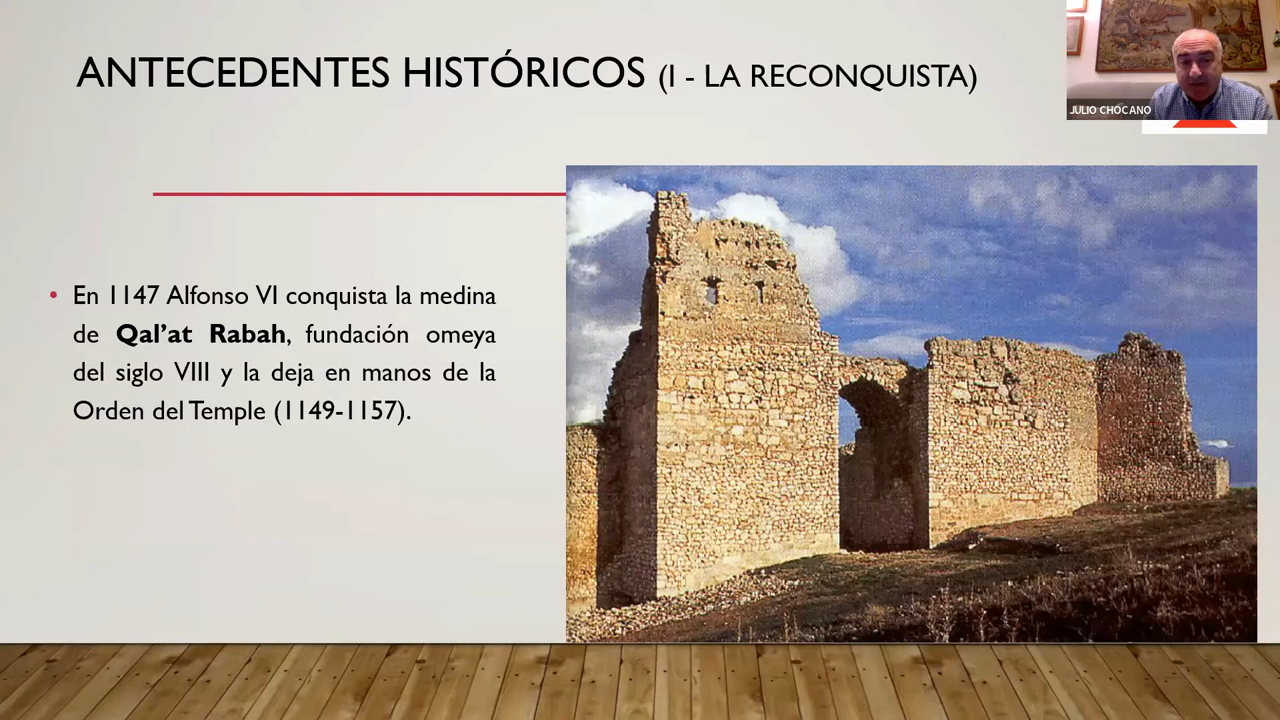 ANTECEDENTES HISTÓRICOS (I - LA RECONQUISTA)
JULIO CHOCANO
• En 1147 Alfonso VI conquista la medina
de Qal’at Rabah, fundación omeya
del siglo VIII y la deja en manos de la
Orden del Temple (1149-1157).